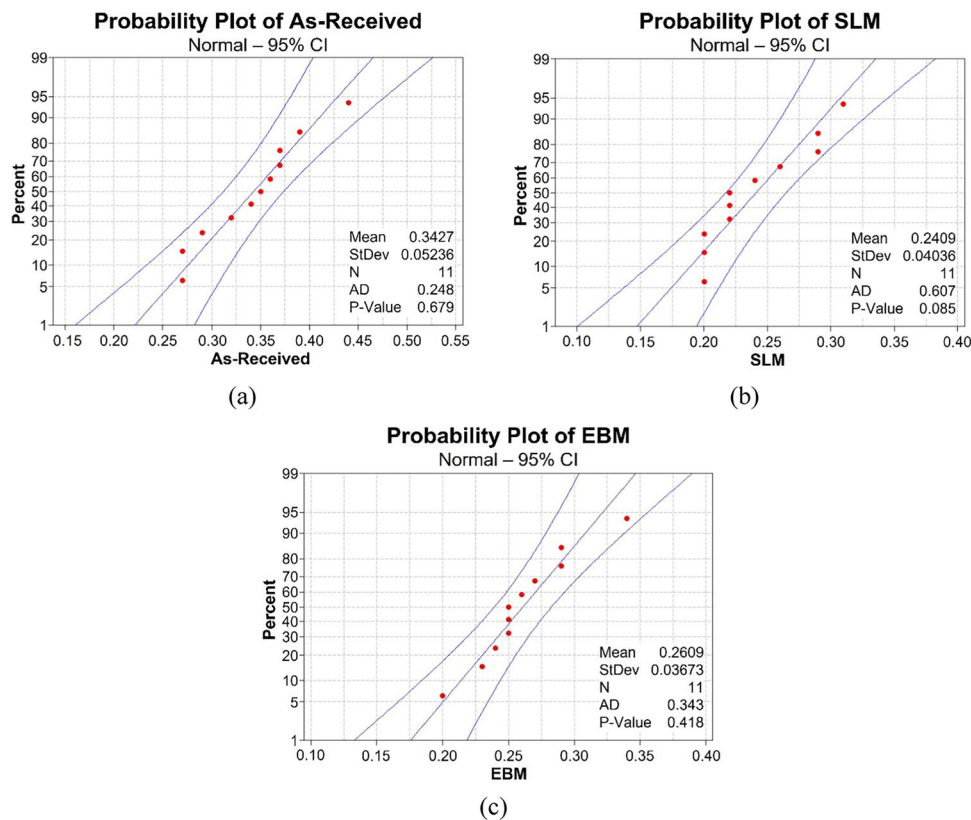 Probability Plot of As-Received
Normal – 95% CI
99
95
90
80
70
60
50
40
30
20
10
5
1
Percent
Mean 0.3427
StDev 0.05236
N 11
AD 0.248
P-Value 0.679
0.15 0.20 0.25 0.30 0.35 0.40 0.45 0.50 0.55
As-Received
(a)
Probability Plot of SLM
Normal – 95% CI
99
95
90
80
70
60
50
40
30
20
10
5
1
Percent
Mean 0.2409
StDev 0.04036
N 11
AD 0.607
P-Value 0.085
0.10 0.15 0.20 0.25 0.30 0.35 0.40
SLM
(b)
Probability Plot of EBM
Normal – 95% CI
99
95
90
80
70
60
50
40
30
20
10
5
1
Percent
Mean 0.2609
StDev 0.03673
N 11
AD 0.343
P-Value 0.418
0.10 0.15 0.20 0.25 0.30 0.35 0.40
EBM
(c)